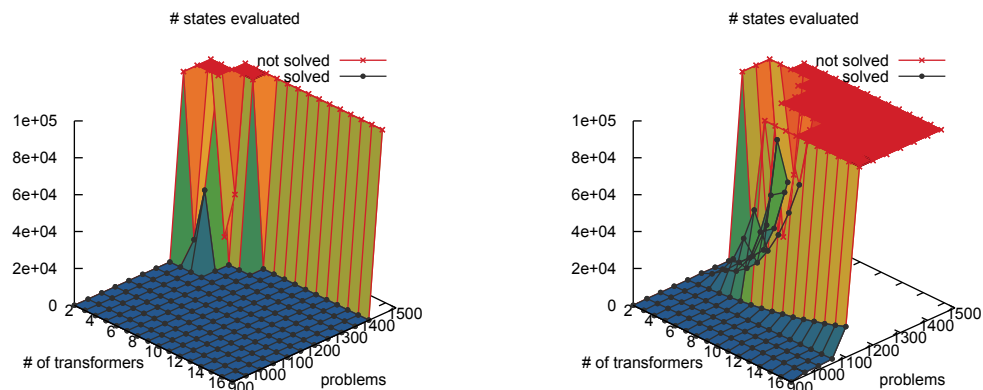 # states evaluated
not solved
solved
1e+05
8e+04
6e+04
4e+04
2e+04
0
2
4
6
8
10
12
14
16
# of transformers
900
1000
1100
1200
1300
1400
1500
problems
# states evaluated
not solved
solved
1e+05
8e+04
6e+04
4e+04
2e+04
0
2
4
6
8
10
12
14
16
# of transformers
900
1000
1100
1200
1300
1400
1500
problems